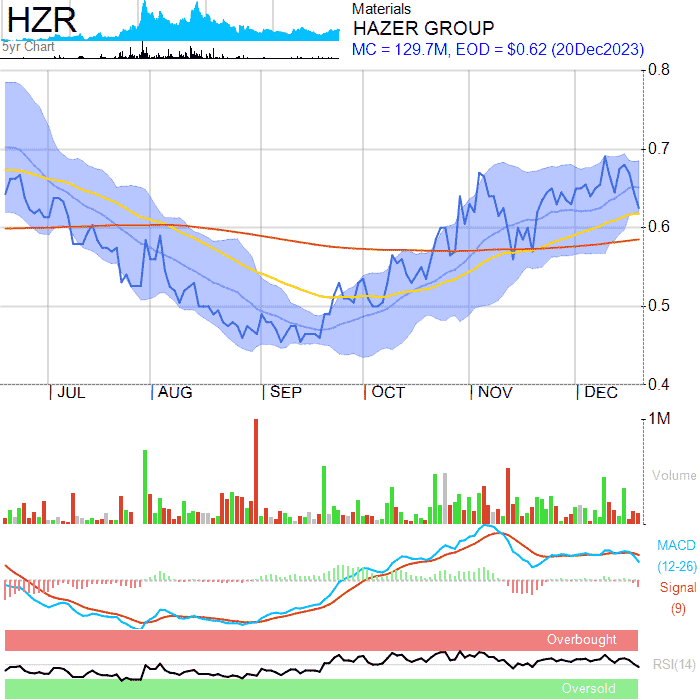 HZR
5yr Chart
Materials
HAZER GROUP
MC = 129.7M, EOD = $0.62 (20Dec2023)
0.8
0.7
0.6
0.5
0.4
JUL
AUG
SEP
OCT
NOV
DEC
1M
Volume
MACD
(12-26)
Signal
(9)
Overbought
RSI(14)
Oversold